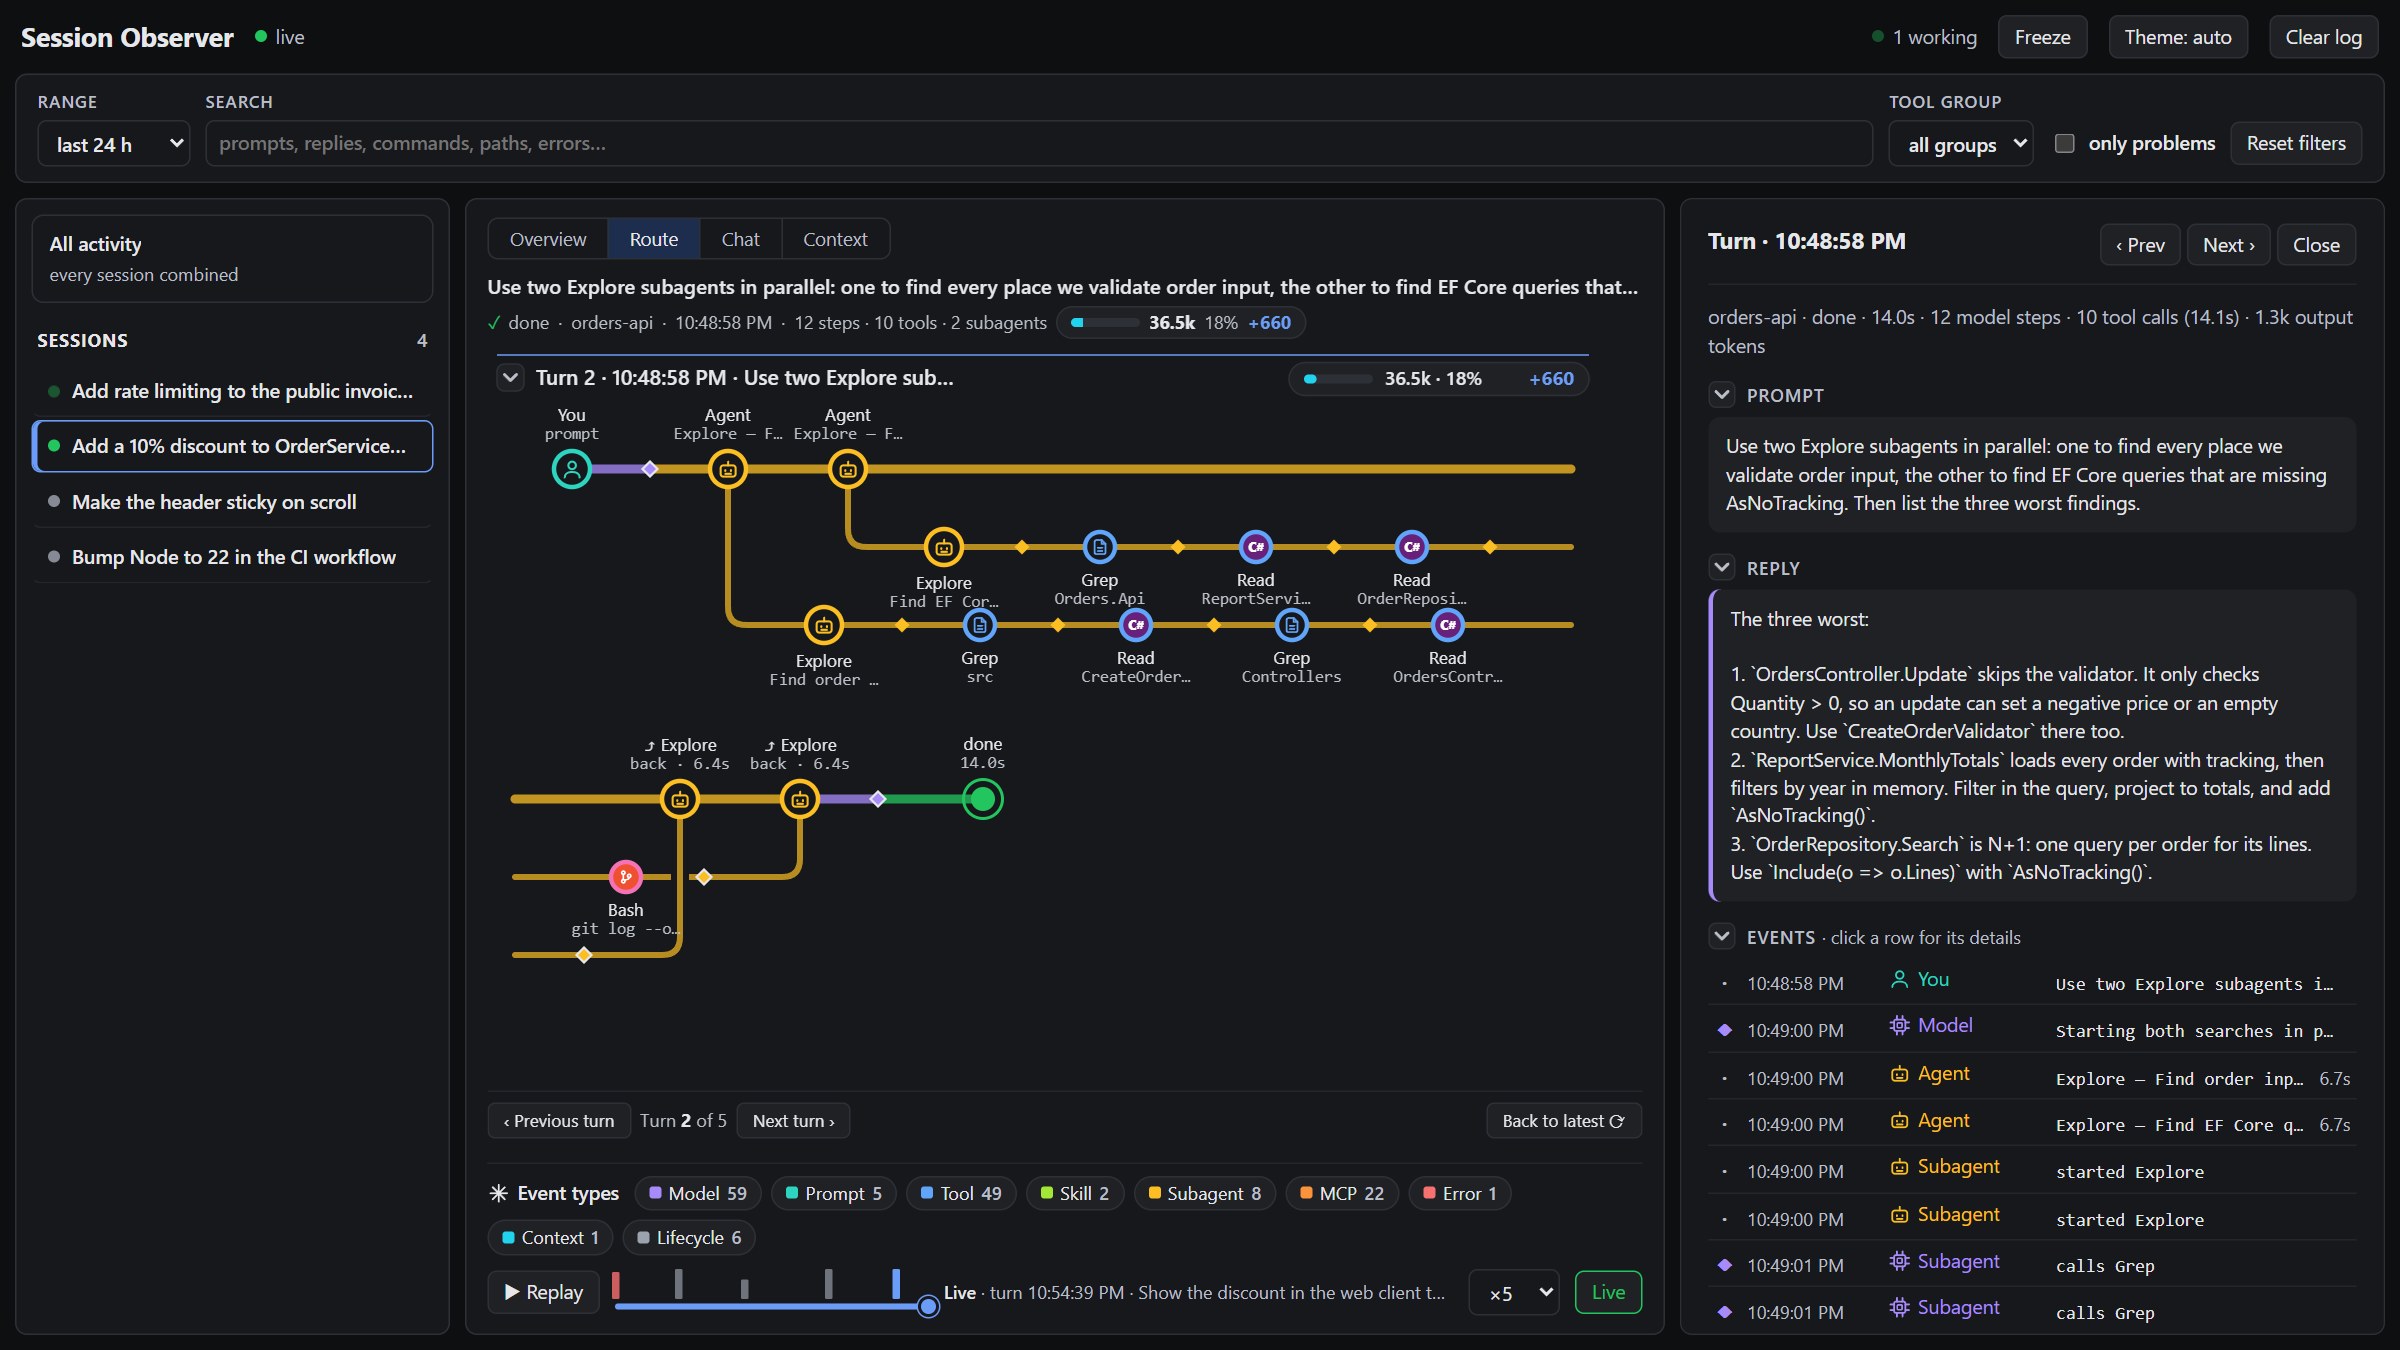 Session Observer
live
1 working
Freeze
Theme: auto
Clear log
RANGE
SEARCH
TOOL GROUP
last 24 h
prompts, replies, commands, paths, errors...
all groups
only problems
Reset filters
All activity
every session combined
SESSIONS 4
Add rate limiting to the public invoic...
Add a 10% discount to OrderService...
Make the header sticky on scroll
Bump Node to 22 in the CI workflow
Overview
Route
Chat
Context
Use two Explore subagents in parallel: one to find every place we validate order input, the other to find EF Core queries that...
✓ done · orders-api · 10:48:58 PM · 12 steps · 10 tools · 2 subagents 36.5k 18% +660
Turn 2 · 10:48:58 PM · Use two Explore sub...
36.5k · 18% +660
You
prompt
Agent
Explore — F…
Agent
Explore — F…
Explore
Find EF Cor…
Grep
Orders.Api
C#
Read
ReportServi…
C#
Read
OrderReposi…
Explore
Find order …
Grep
src
C#
Read
CreateOrder…
Grep
Controllers
C#
Read
OrdersContr…
⤴ Explore
back · 6.4s
⤴ Explore
back · 6.4s
done
14.0s
Bash
git log --o…
‹ Previous turn
Turn 2 of 5
Next turn ›
Back to latest ⟳
Event types
Model 59
Prompt 5
Tool 49
Skill 2
Subagent 8
MCP 22
Error 1
Context 1
Lifecycle 6
▶ Replay
Live · turn 10:54:39 PM · Show the discount in the web client t...
×5
Live
Turn · 10:48:58 PM
‹ Prev
Next ›
Close
orders-api · done · 14.0s · 12 model steps · 10 tool calls (14.1s) · 1.3k output
tokens
PROMPT
Use two Explore subagents in parallel: one to find every place we
validate order input, the other to find EF Core queries that are missing
AsNoTracking. Then list the three worst findings.
REPLY
The three worst:
1. `OrdersController.Update` skips the validator. It only checks
Quantity > 0, so an update can set a negative price or an empty
country. Use `CreateOrderValidator` there too.
2. `ReportService.MonthlyTotals` loads every order with tracking, then
filters by year in memory. Filter in the query, project to totals, and add
`AsNoTracking()`.
3. `OrderRepository.Search` is N+1: one query per order for its lines.
Use `Include(o => o.Lines)` with `AsNoTracking()`.
EVENTS · click a row for its details
10:48:58 PM You Use two Explore subagents i…
10:49:00 PM Model Starting both searches in p…
10:49:00 PM Agent Explore — Find order inp… 6.7s
10:49:00 PM Agent Explore — Find EF Core q… 6.7s
10:49:00 PM Subagent started Explore
10:49:00 PM Subagent started Explore
10:49:01 PM Subagent calls Grep
10:49:01 PM Subagent calls Grep